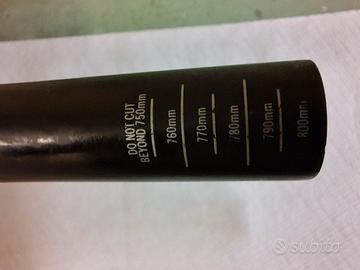 DO NOT CUT
BEYOND 750mm
760mm
770mm
780mm
790mm
800mm
subito